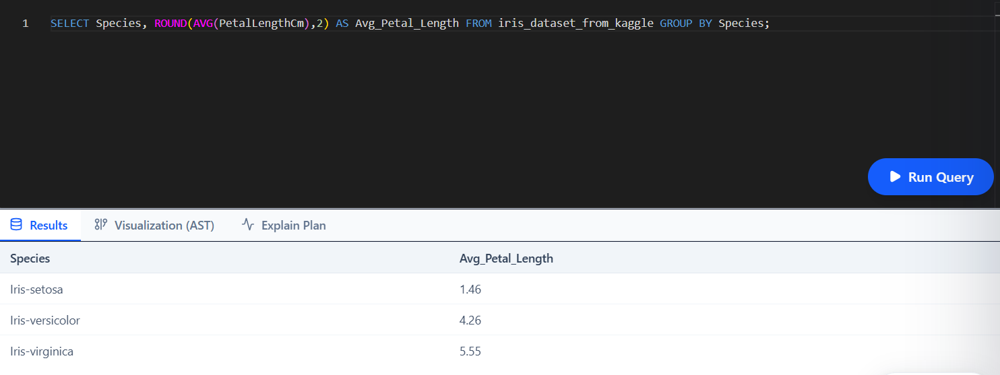 1 SELECT Species, ROUND(AVG(PetalLengthCm),2) AS Avg_Petal_Length FROM iris_dataset_from_kaggle GROUP BY Species;
Run Query
Results Visualization (AST) Explain Plan
Species Avg_Petal_Length
Iris-setosa 1.46
Iris-versicolor 4.26
Iris-virginica 5.55